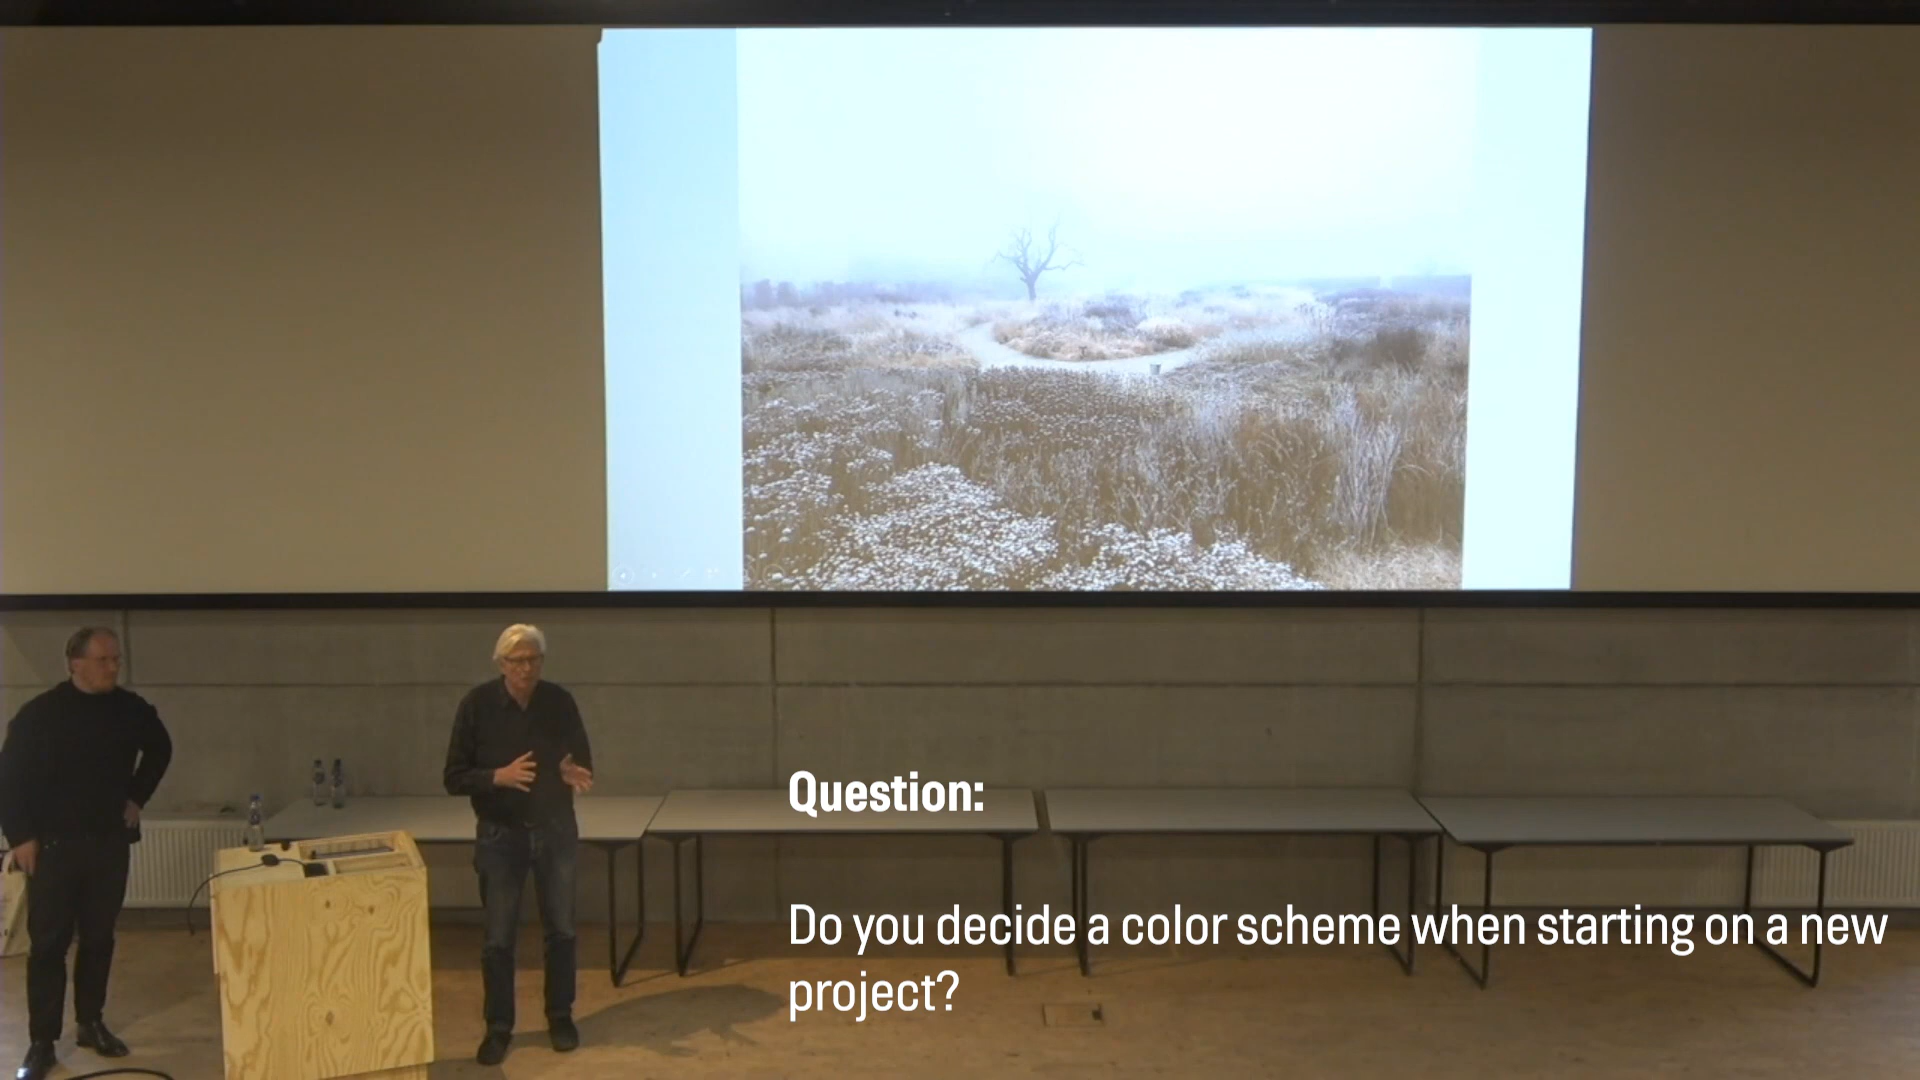 Question:
Do you decide a color scheme when starting on a new
project?